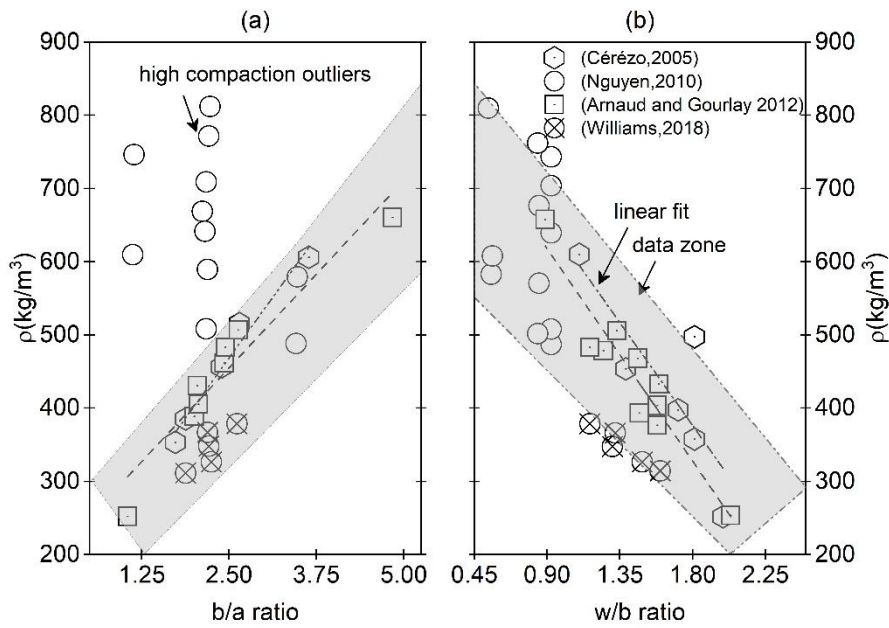 (a)
(b)
900
800
700
600
500
400
300
200
ρ(kg/m³)
high compaction outliers
1.25 2.50 3.75 5.00
b/a ratio
(Cérézo,2005)
(Nguyen,2010)
(Arnaud and Gourlay 2012)
(Williams,2018)
linear fit
data zone
0.45 0.90 1.35 1.80 2.25
w/b ratio
900
800
700
600
500
400
300
200
ρ(kg/m³)